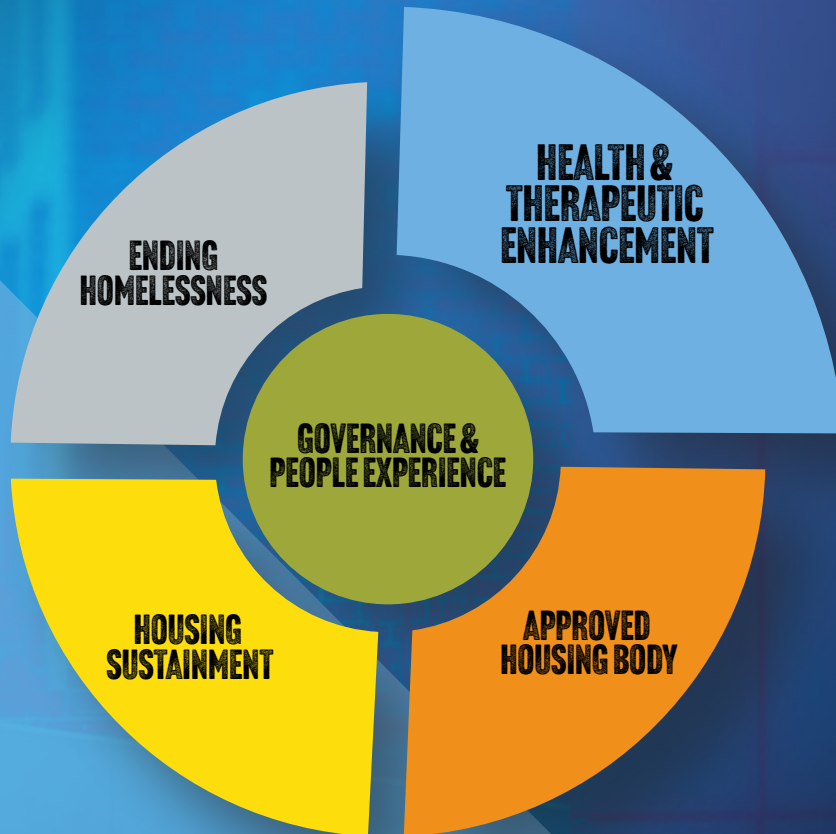 HEALTH &
THERAPEUTIC
ENHANCEMENT
ENDING
HOMELESSNESS
GOVERNANCE &
PEOPLE EXPERIENCE
HOUSING
SUSTAINMENT
APPROVED
HOUSING BODY